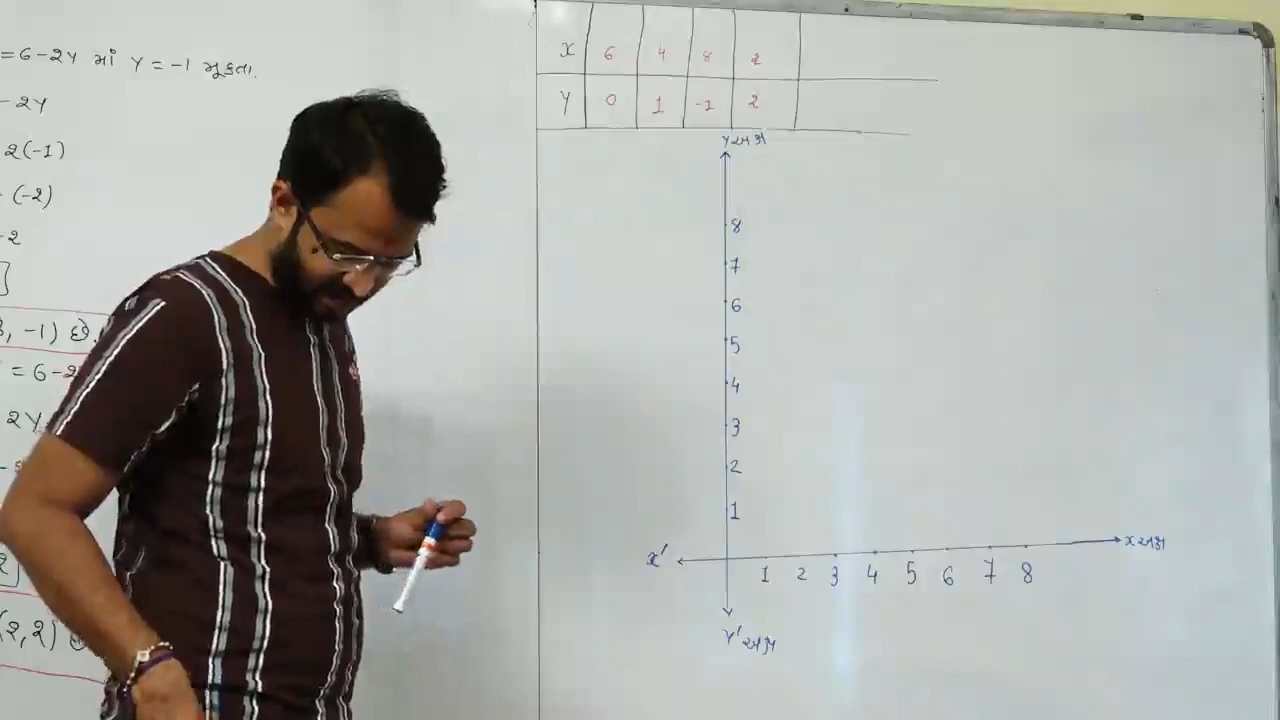 = 6-2Y માં Y = -1 મૂકતા.
- 2Y
2(-1)
- (-2)
- 2
]
, -1) છે.
= 6-2
2Y
2]
(2,2)
X 6 4 8 2
Y 0 1 -1 2
Y અક્ષ
8
7
6
5
4
3
2
1
X' X અક્ષ
1 2 3 4 5 6 7 8
Y' અક્ષ